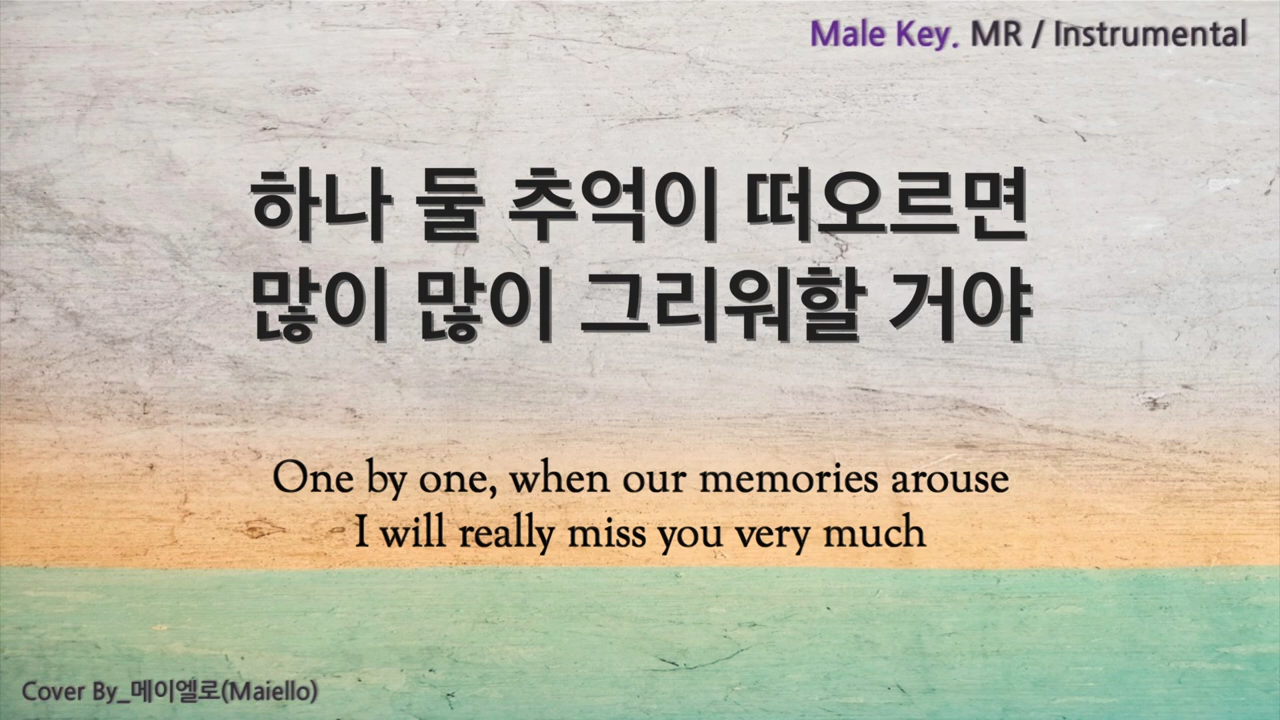 Male Key. MR / Instrumental
하나 둘 추억이 떠오르면
많이 많이 그리워할 거야
One by one, when our memories arouse
I will really miss you very much
Cover By_메이엘로(Maiello)